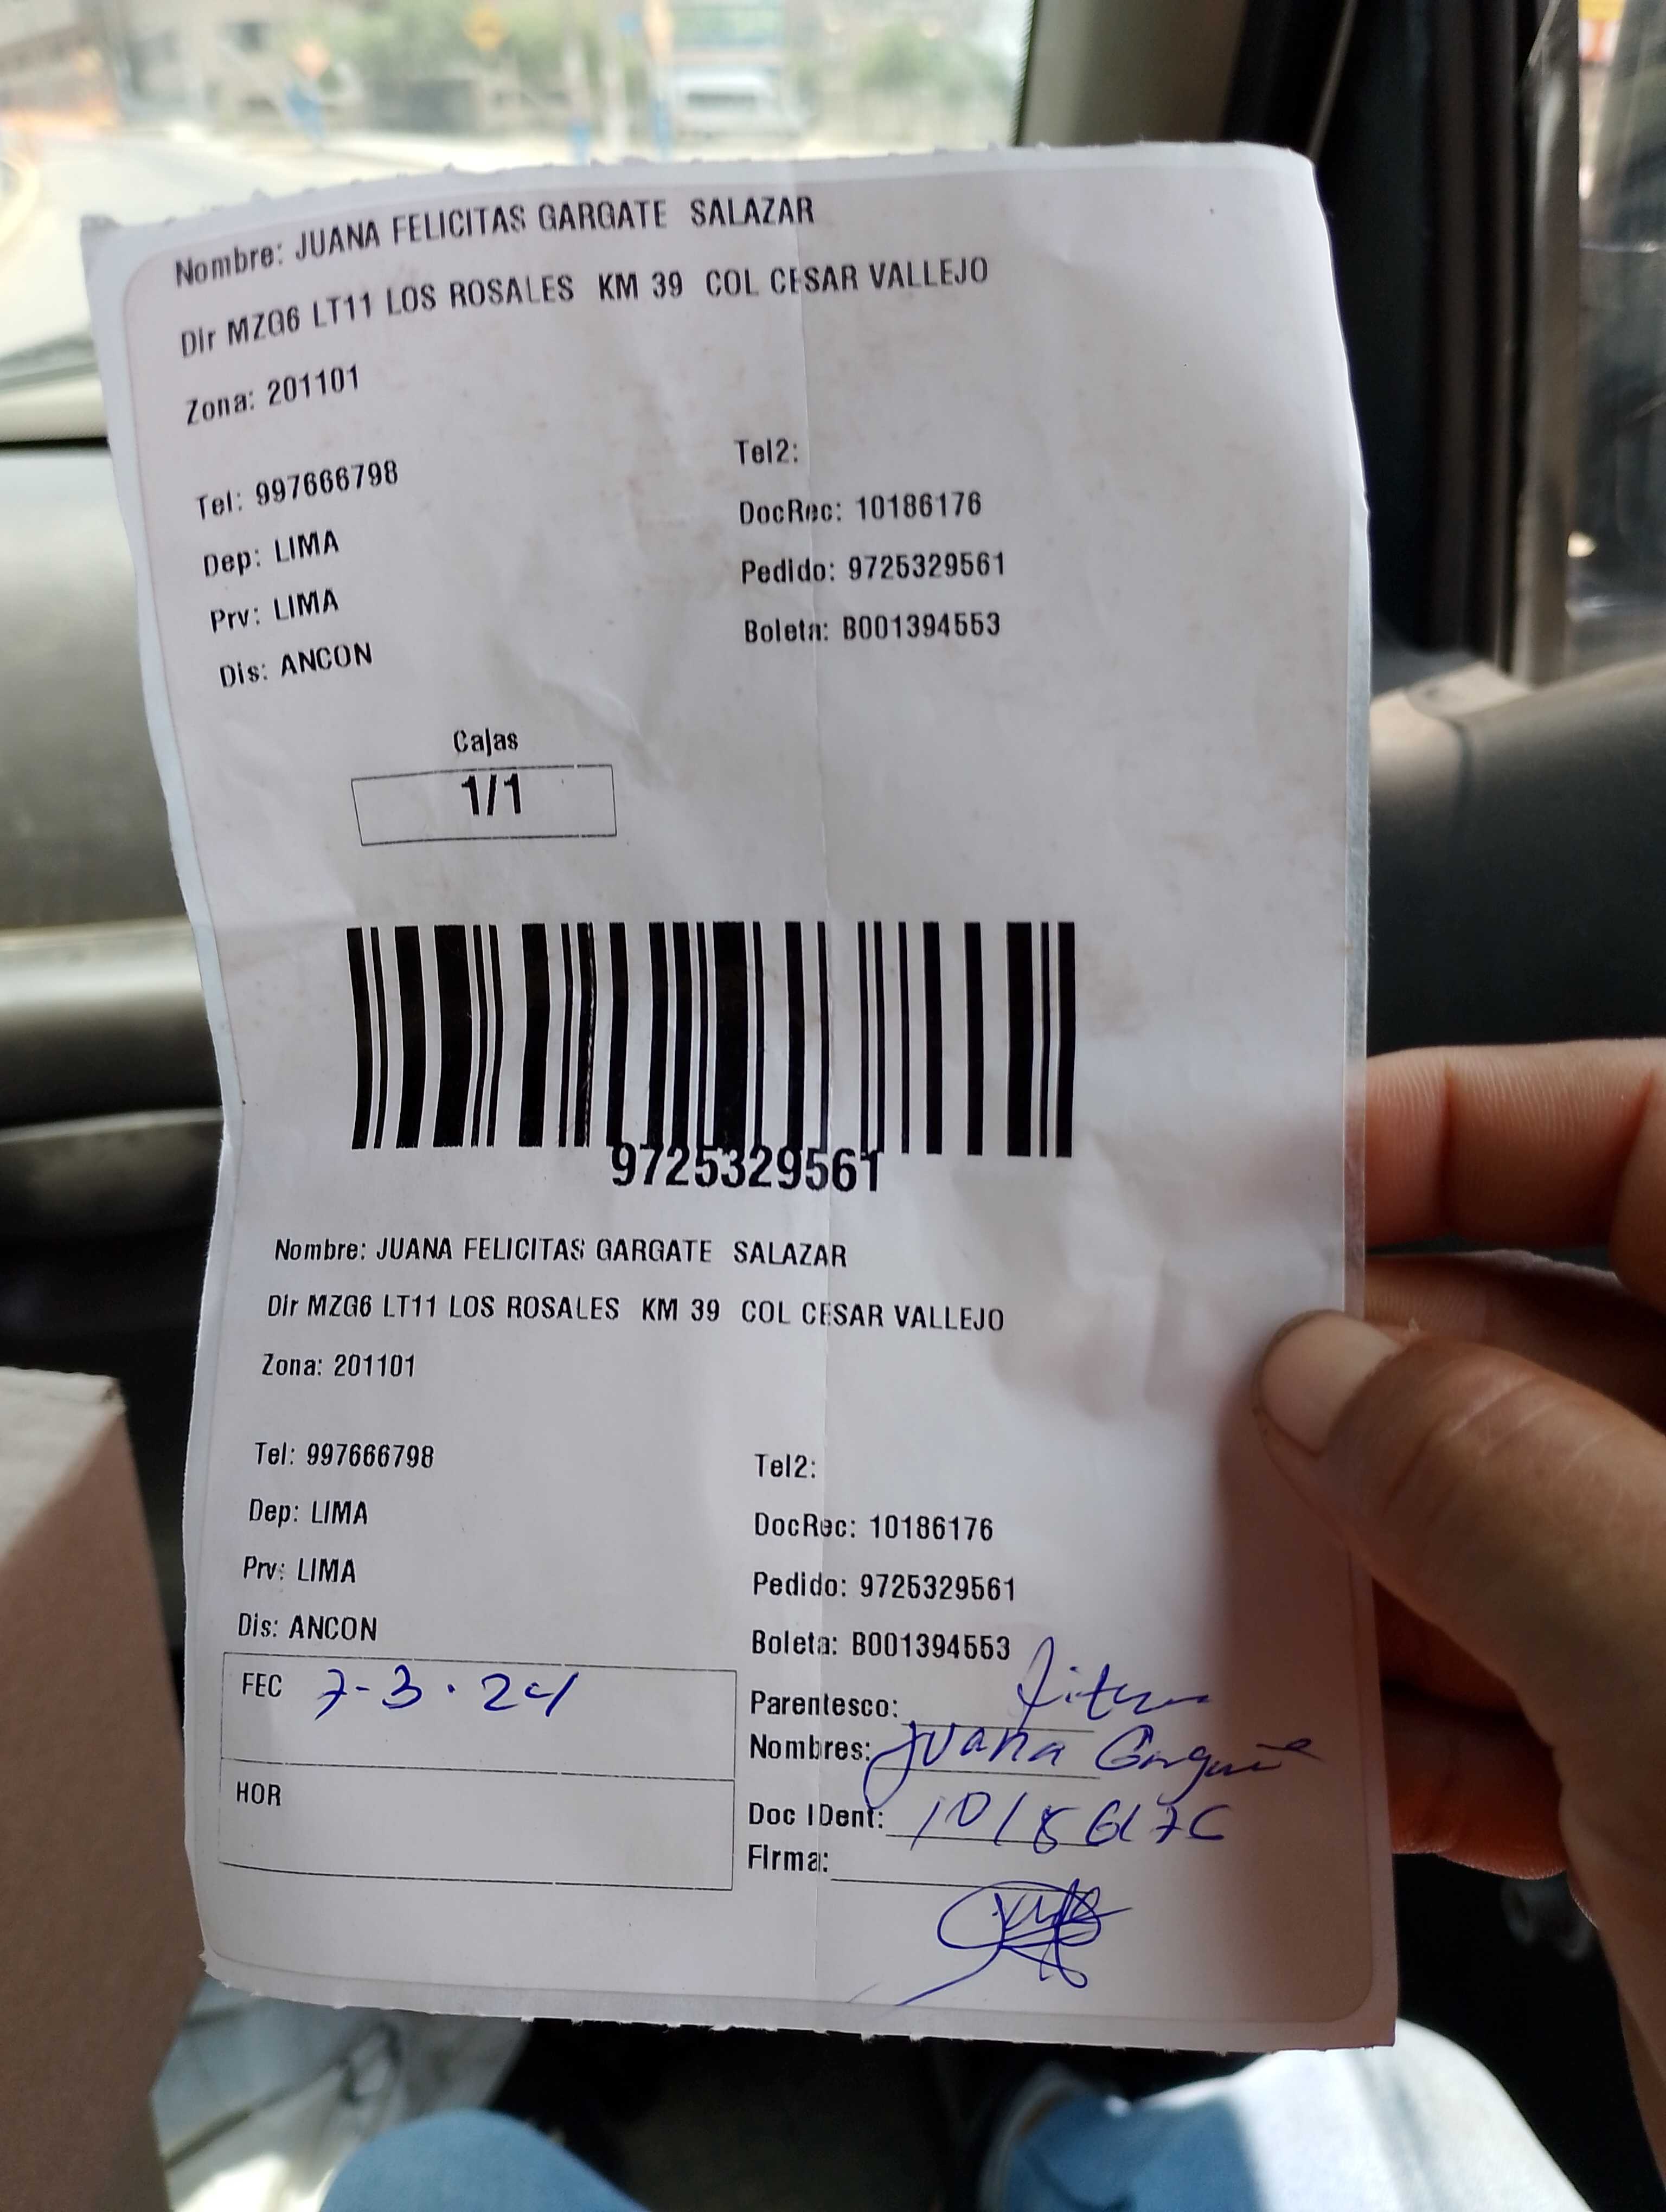 Nombre: JUANA FELICITAS GARGATE SALAZAR
Dir MZG6 LT11 LOS ROSALES KM 39 COL CESAR VALLEJO
Zona: 201101
Tel2:
Tel: 997666798
DocRec: 10186176
Dep: LIMA
Pedido: 9725329561
Prv: LIMA
Boleta: B001394553
Dis: ANCON
Cajas
1/1
9725329561
Nombre: JUANA FELICITAS GARGATE SALAZAR
Dir MZG6 LT11 LOS ROSALES KM 39 COL CESAR VALLEJO
Zona: 201101
Tel: 997666798 Tel2:
Dep: LIMA DocRec: 10186176
Prv: LIMA Pedido: 9725329561
Dis: ANCON Boleta: B001394553
FEC 7-3.24 Parentesco:
Nombres: Juana
HOR Doc IDent: 10186176
Firma: